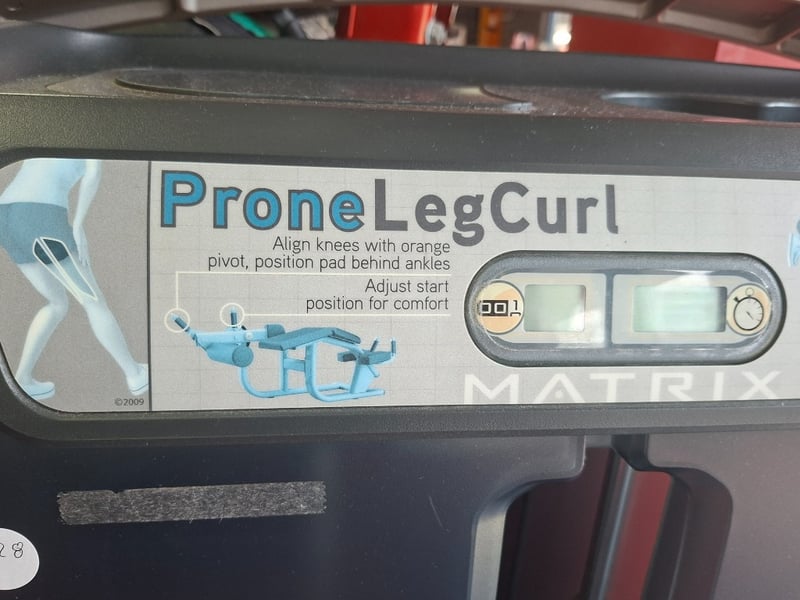 ProneLegCurl
Align knees with orange
pivot, position pad behind ankles
Adjust start
position for comfort
©2009
MATRIX
28